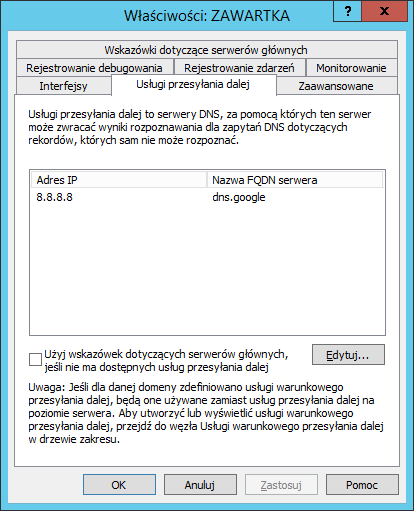 Właściwości: ZAWARTKA
?
x
Wskazówki dotyczące serwerów głównych
Rejestrowanie debugowania
Rejestrowanie zdarzeń
Monitorowanie
Interfejsy
Usługi przesyłania dalej
Zaawansowane
Usługi przesyłania dalej to serwery DNS, za pomocą których ten serwer
może zwracać wyniki rozpoznawania dla zapytań DNS dotyczących
rekordów, których sam nie może rozpoznać.
Adres IP
Nazwa FQDN serwera
8.8.8.8
dns.google
Użyj wskazówek dotyczących serwerów głównych,
jeśli nie ma dostępnych usług przesyłania dalej
Edytuj...
Uwaga: Jeśli dla danej domeny zdefiniowano usługi warunkowego
przesyłania dalej, będą one używane zamiast usług przesyłania dalej na
poziomie serwera. Aby utworzyć lub wyświetlić usługi warunkowego
przesyłania dalej, przejdź do węzła Usługi warunkowego przesyłania dalej
w drzewie zakresu.
OK
Anuluj
Zastosuj
Pomoc